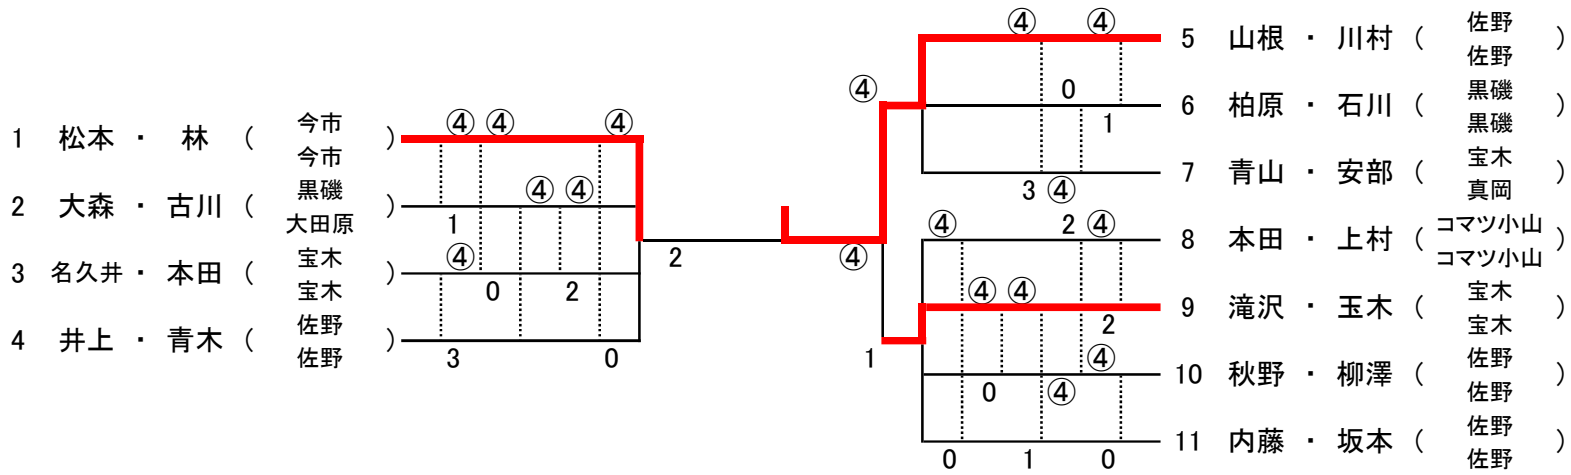 ④ ④ 佐野
5 山根 ・ 川村 ( )
佐野
④ 0 黒磯
6 柏原 ・ 石川 ( )
1 黒磯
宝木
7 青山 ・ 安部 ( )
3 ④ 真岡
④ 2 ④ コマツ小山
8 本田 ・ 上村 ( )
④ コマツ小山
④ ④ 宝木
9 滝沢 ・ 玉木 ( )
2 宝木
1 ④ 佐野
10 秋野 ・ 柳澤 ( )
0 ④ 佐野
佐野
11 内藤 ・ 坂本 ( )
0 1 0 佐野
④ ④ ④ 今市
1 松本 ・ 林 ( )
今市
④ ④ 黒磯
2 大森 ・ 古川 ( )
1 大田原
④ 宝木
3 名久井 ・ 本田 ( )
0 2 宝木
2
佐野
4 井上 ・ 青木 ( )
3 0 佐野